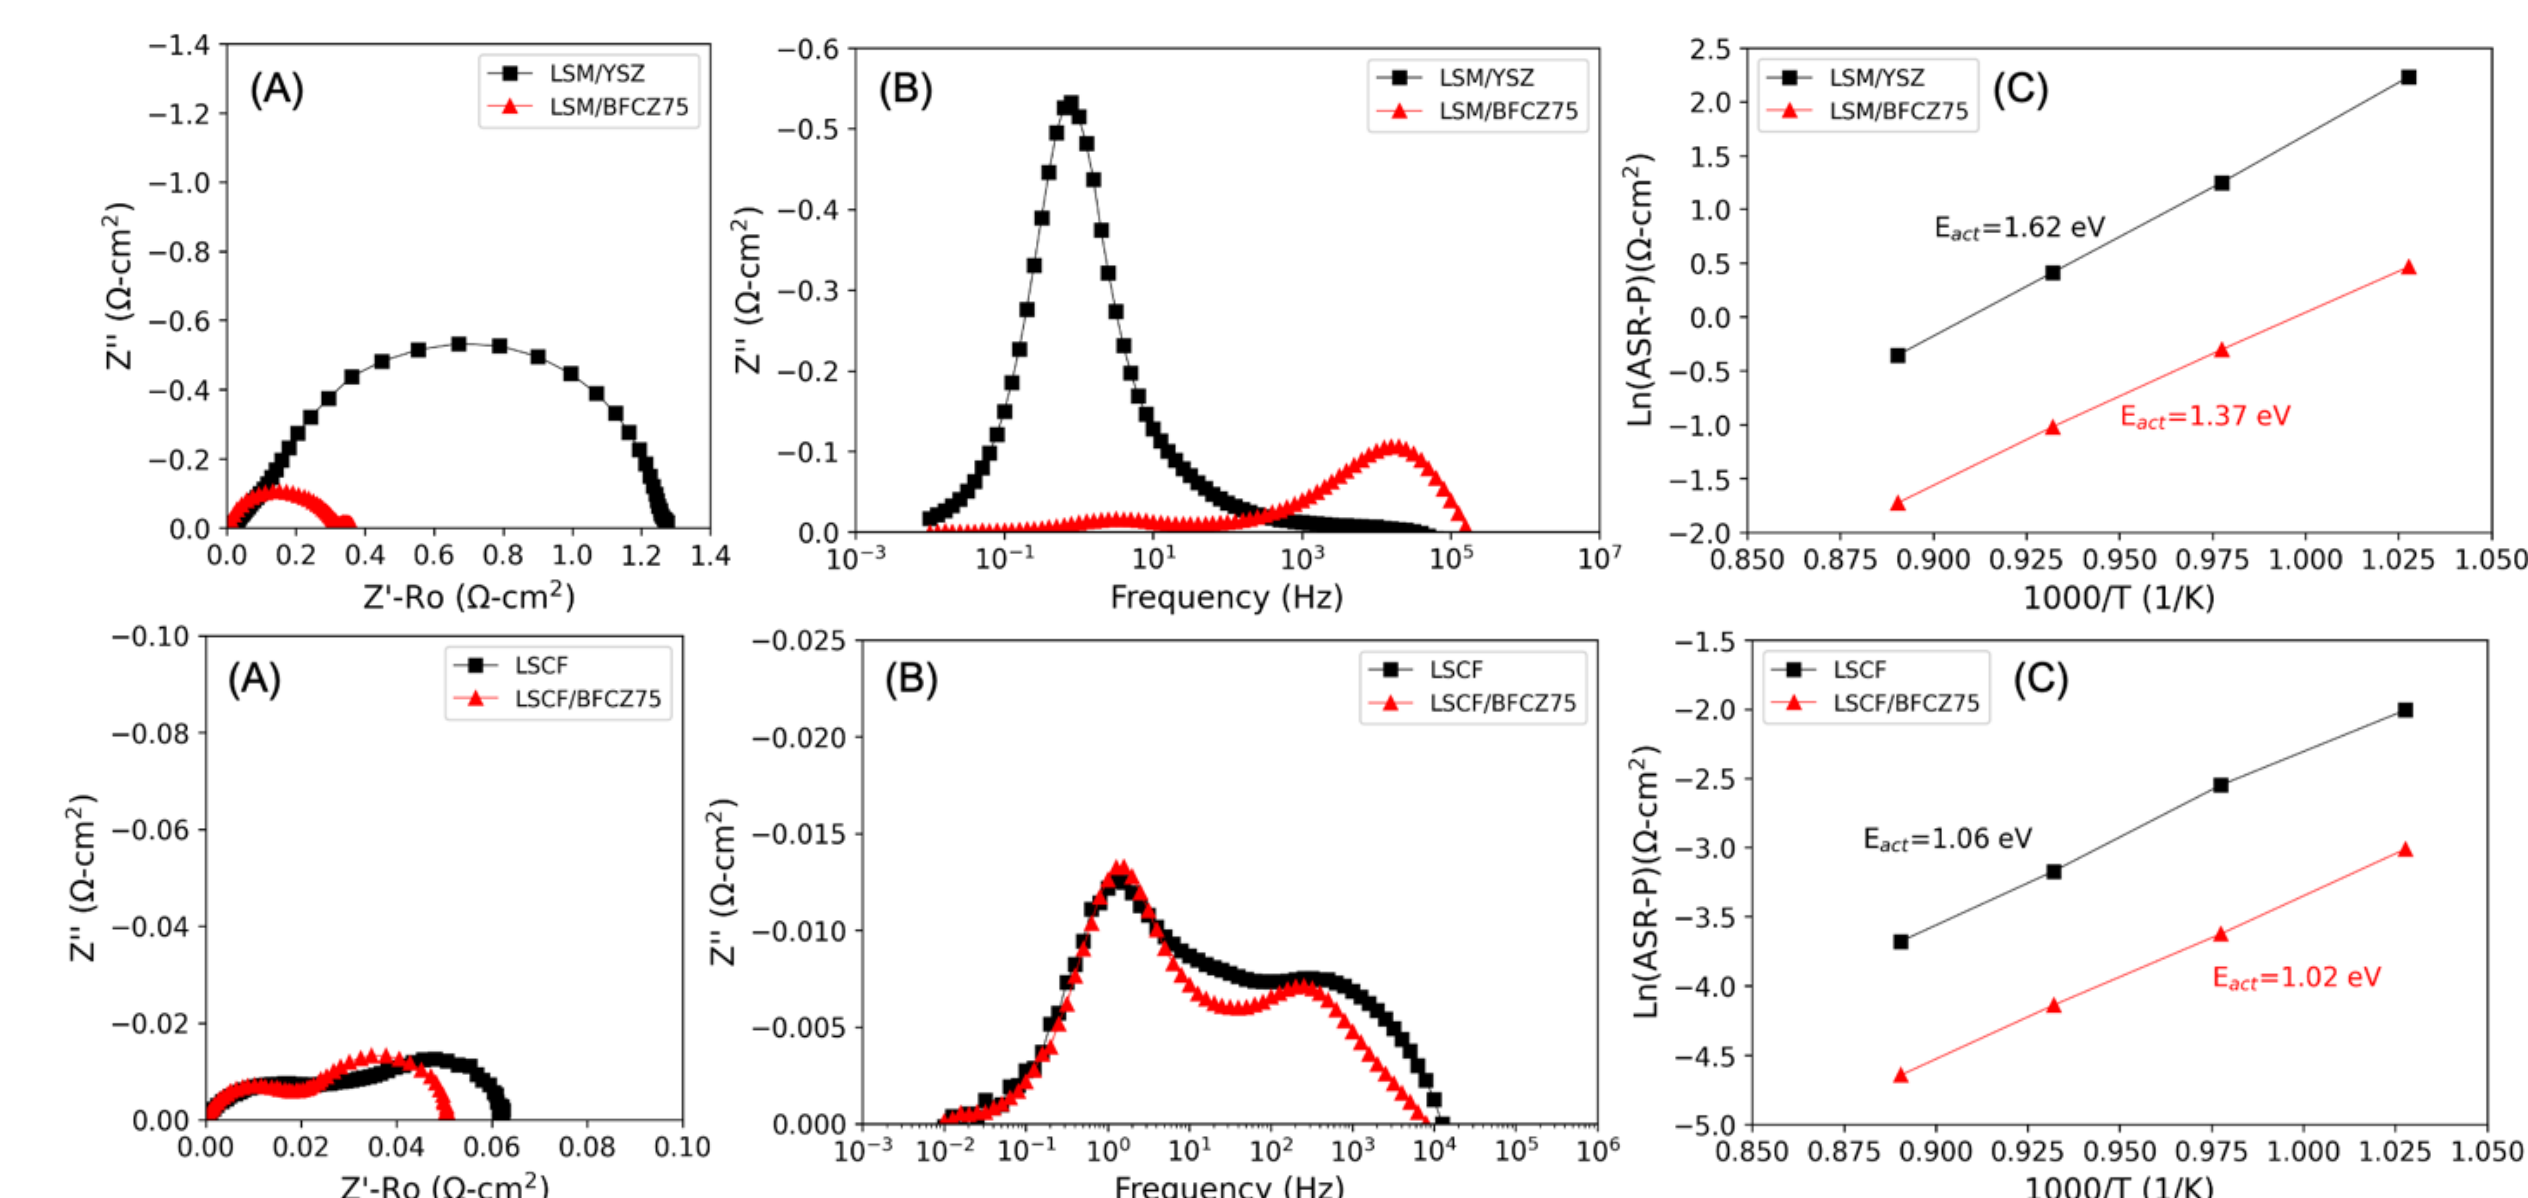 (A)
LSM/YSZ
LSM/BFCZ75
−1.4
−1.2
−1.0
−0.8
−0.6
−0.4
−0.2
0.0
Z'' (Ω-cm²)
0.0 0.2 0.4 0.6 0.8 1.0 1.2 1.4
Z'-Ro (Ω-cm²)
(B)
LSM/YSZ
LSM/BFCZ75
−0.6
−0.5
−0.4
−0.3
−0.2
−0.1
0.0
Z'' (Ω-cm²)
10⁻³ 10⁻¹ 10¹ 10³ 10⁵ 10⁷
Frequency (Hz)
LSM/YSZ
LSM/BFCZ75
(C)
2.5
2.0
1.5
1.0
0.5
0.0
−0.5
−1.0
−1.5
−2.0
Ln(ASR-P)(Ω-cm²)
Eact=1.62 eV
Eact=1.37 eV
0.850 0.875 0.900 0.925 0.950 0.975 1.000 1.025 1.050
1000/T (1/K)
(A)
LSCF
LSCF/BFCZ75
−0.10
−0.08
−0.06
−0.04
−0.02
0.00
Z'' (Ω-cm²)
0.00 0.02 0.04 0.06 0.08 0.10
Z'-Ro (Ω-cm²)
(B)
LSCF
LSCF/BFCZ75
−0.025
−0.020
−0.015
−0.010
−0.005
0.000
Z'' (Ω-cm²)
10⁻³ 10⁻² 10⁻¹ 10⁰ 10¹ 10² 10³ 10⁴ 10⁵ 10⁶
Frequency (Hz)
LSCF
LSCF/BFCZ75
(C)
−1.5
−2.0
−2.5
−3.0
−3.5
−4.0
−4.5
−5.0
Ln(ASR-P)(Ω-cm²)
Eact=1.06 eV
Eact=1.02 eV
0.850 0.875 0.900 0.925 0.950 0.975 1.000 1.025 1.050
1000/T (1/K)